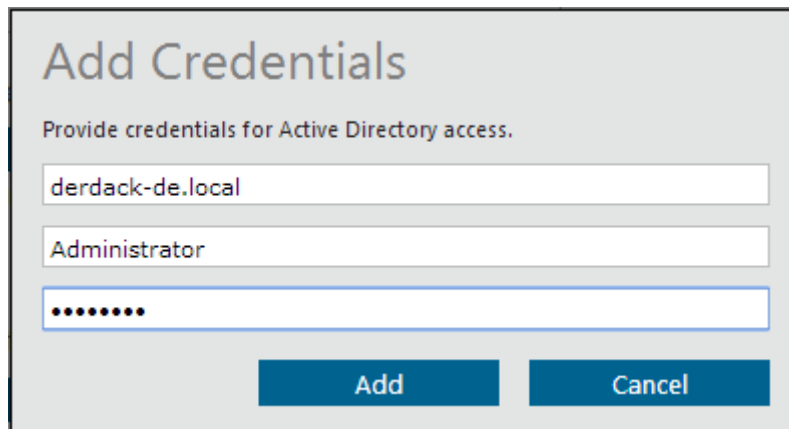 Add Credentials
Provide credentials for Active Directory access.
derdack-de.local
Administrator
••••••••
Add Cancel